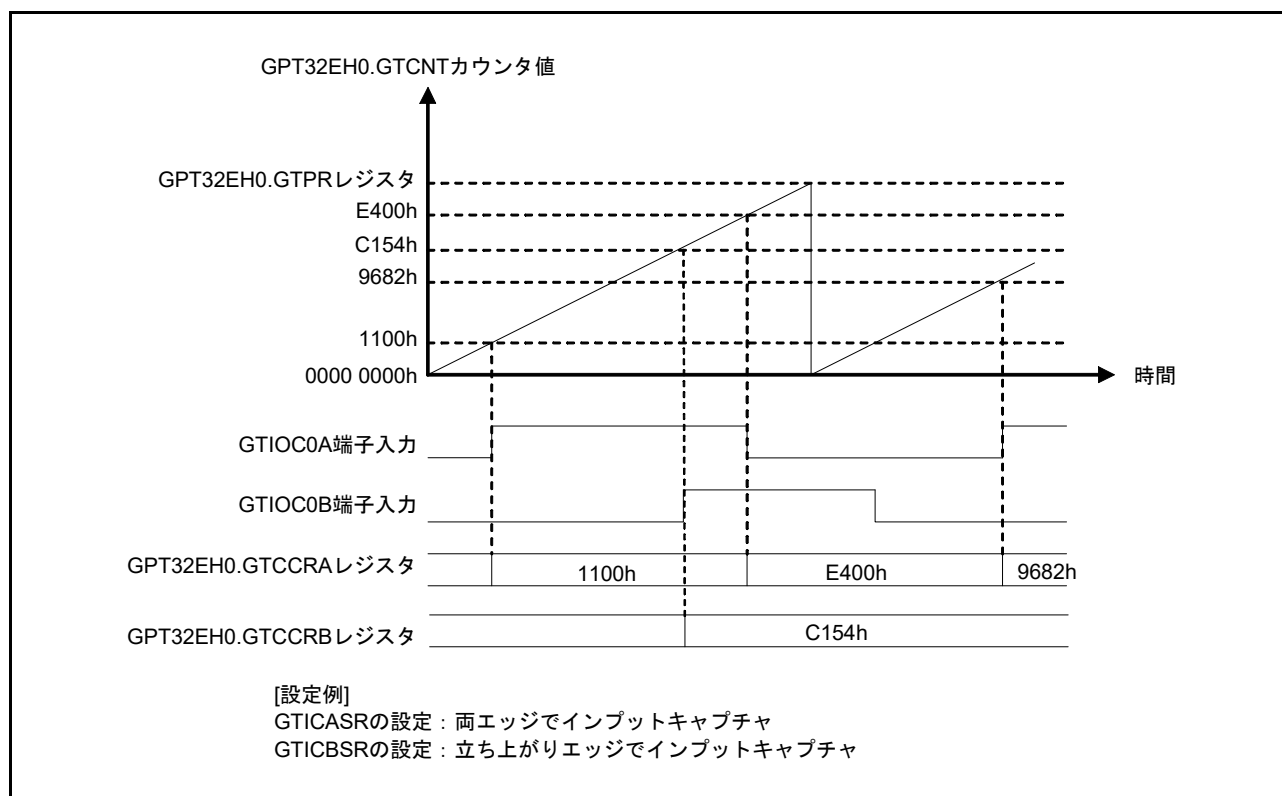 GPT32EH0.GTCNTカウンタ値
GPT32EH0.GTPRレジスタ
E400h
C154h
9682h
1100h
0000 0000h
時間
GTIOC0A端子入力
GTIOC0B端子入力
GPT32EH0.GTCCRAレジスタ
1100h
E400h
9682h
GPT32EH0.GTCCRBレジスタ
C154h
[設定例]
GTICASRの設定：両エッジでインプットキャプチャ
GTICBSRの設定：立ち上がりエッジでインプットキャプチャ